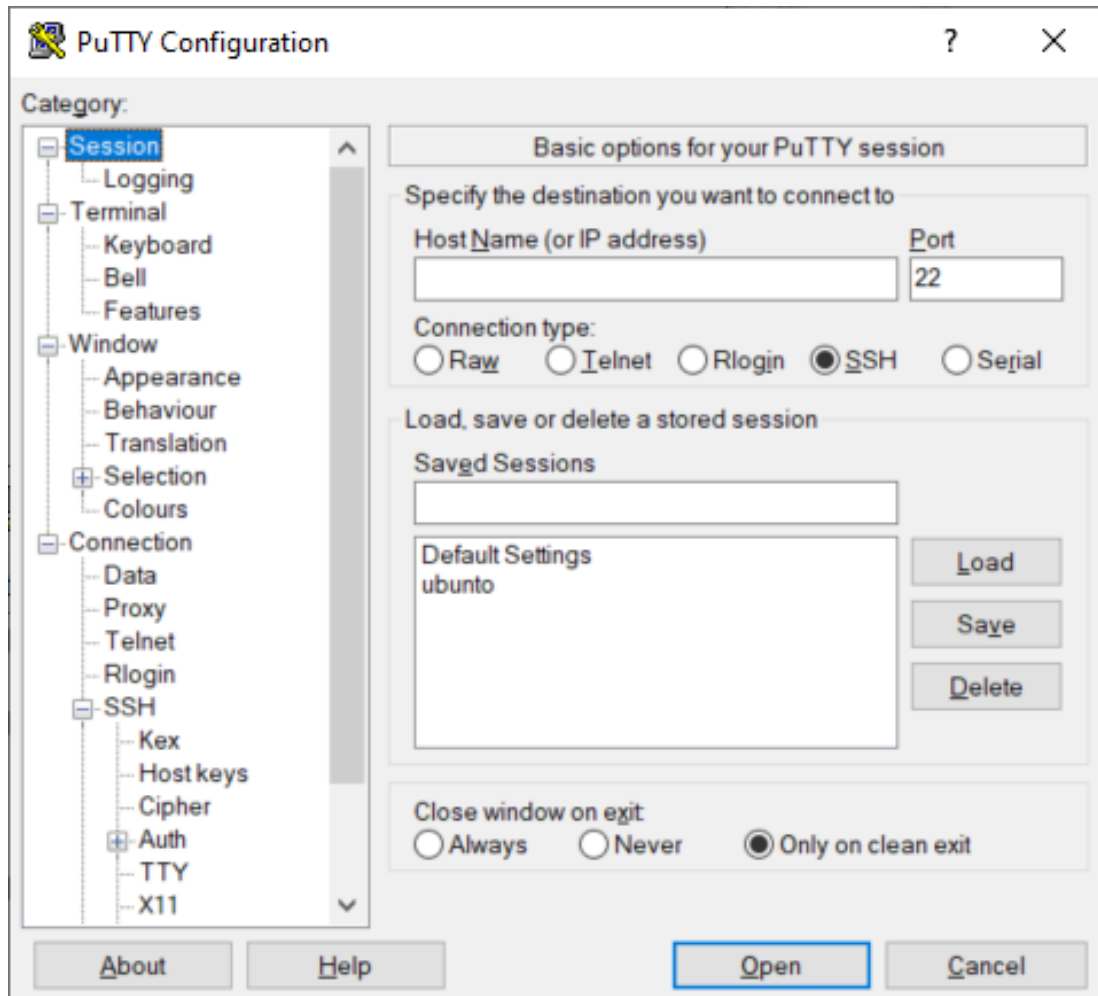 PuTTY Configuration
?
Category:
Session
Logging
Terminal
Keyboard
Bell
Features
Window
Appearance
Behaviour
Translation
Selection
Colours
Connection
Data
Proxy
Telnet
Rlogin
SSH
Kex
Host keys
Cipher
Auth
TTY
X11
Basic options for your PuTTY session
Specify the destination you want to connect to
Host Name (or IP address) Port
22
Connection type:
Raw Telnet Rlogin SSH Serial
Load, save or delete a stored session
Saved Sessions
Default Settings
ubunto
Load
Save
Delete
Close window on exit:
Always Never Only on clean exit
About Help Open Cancel